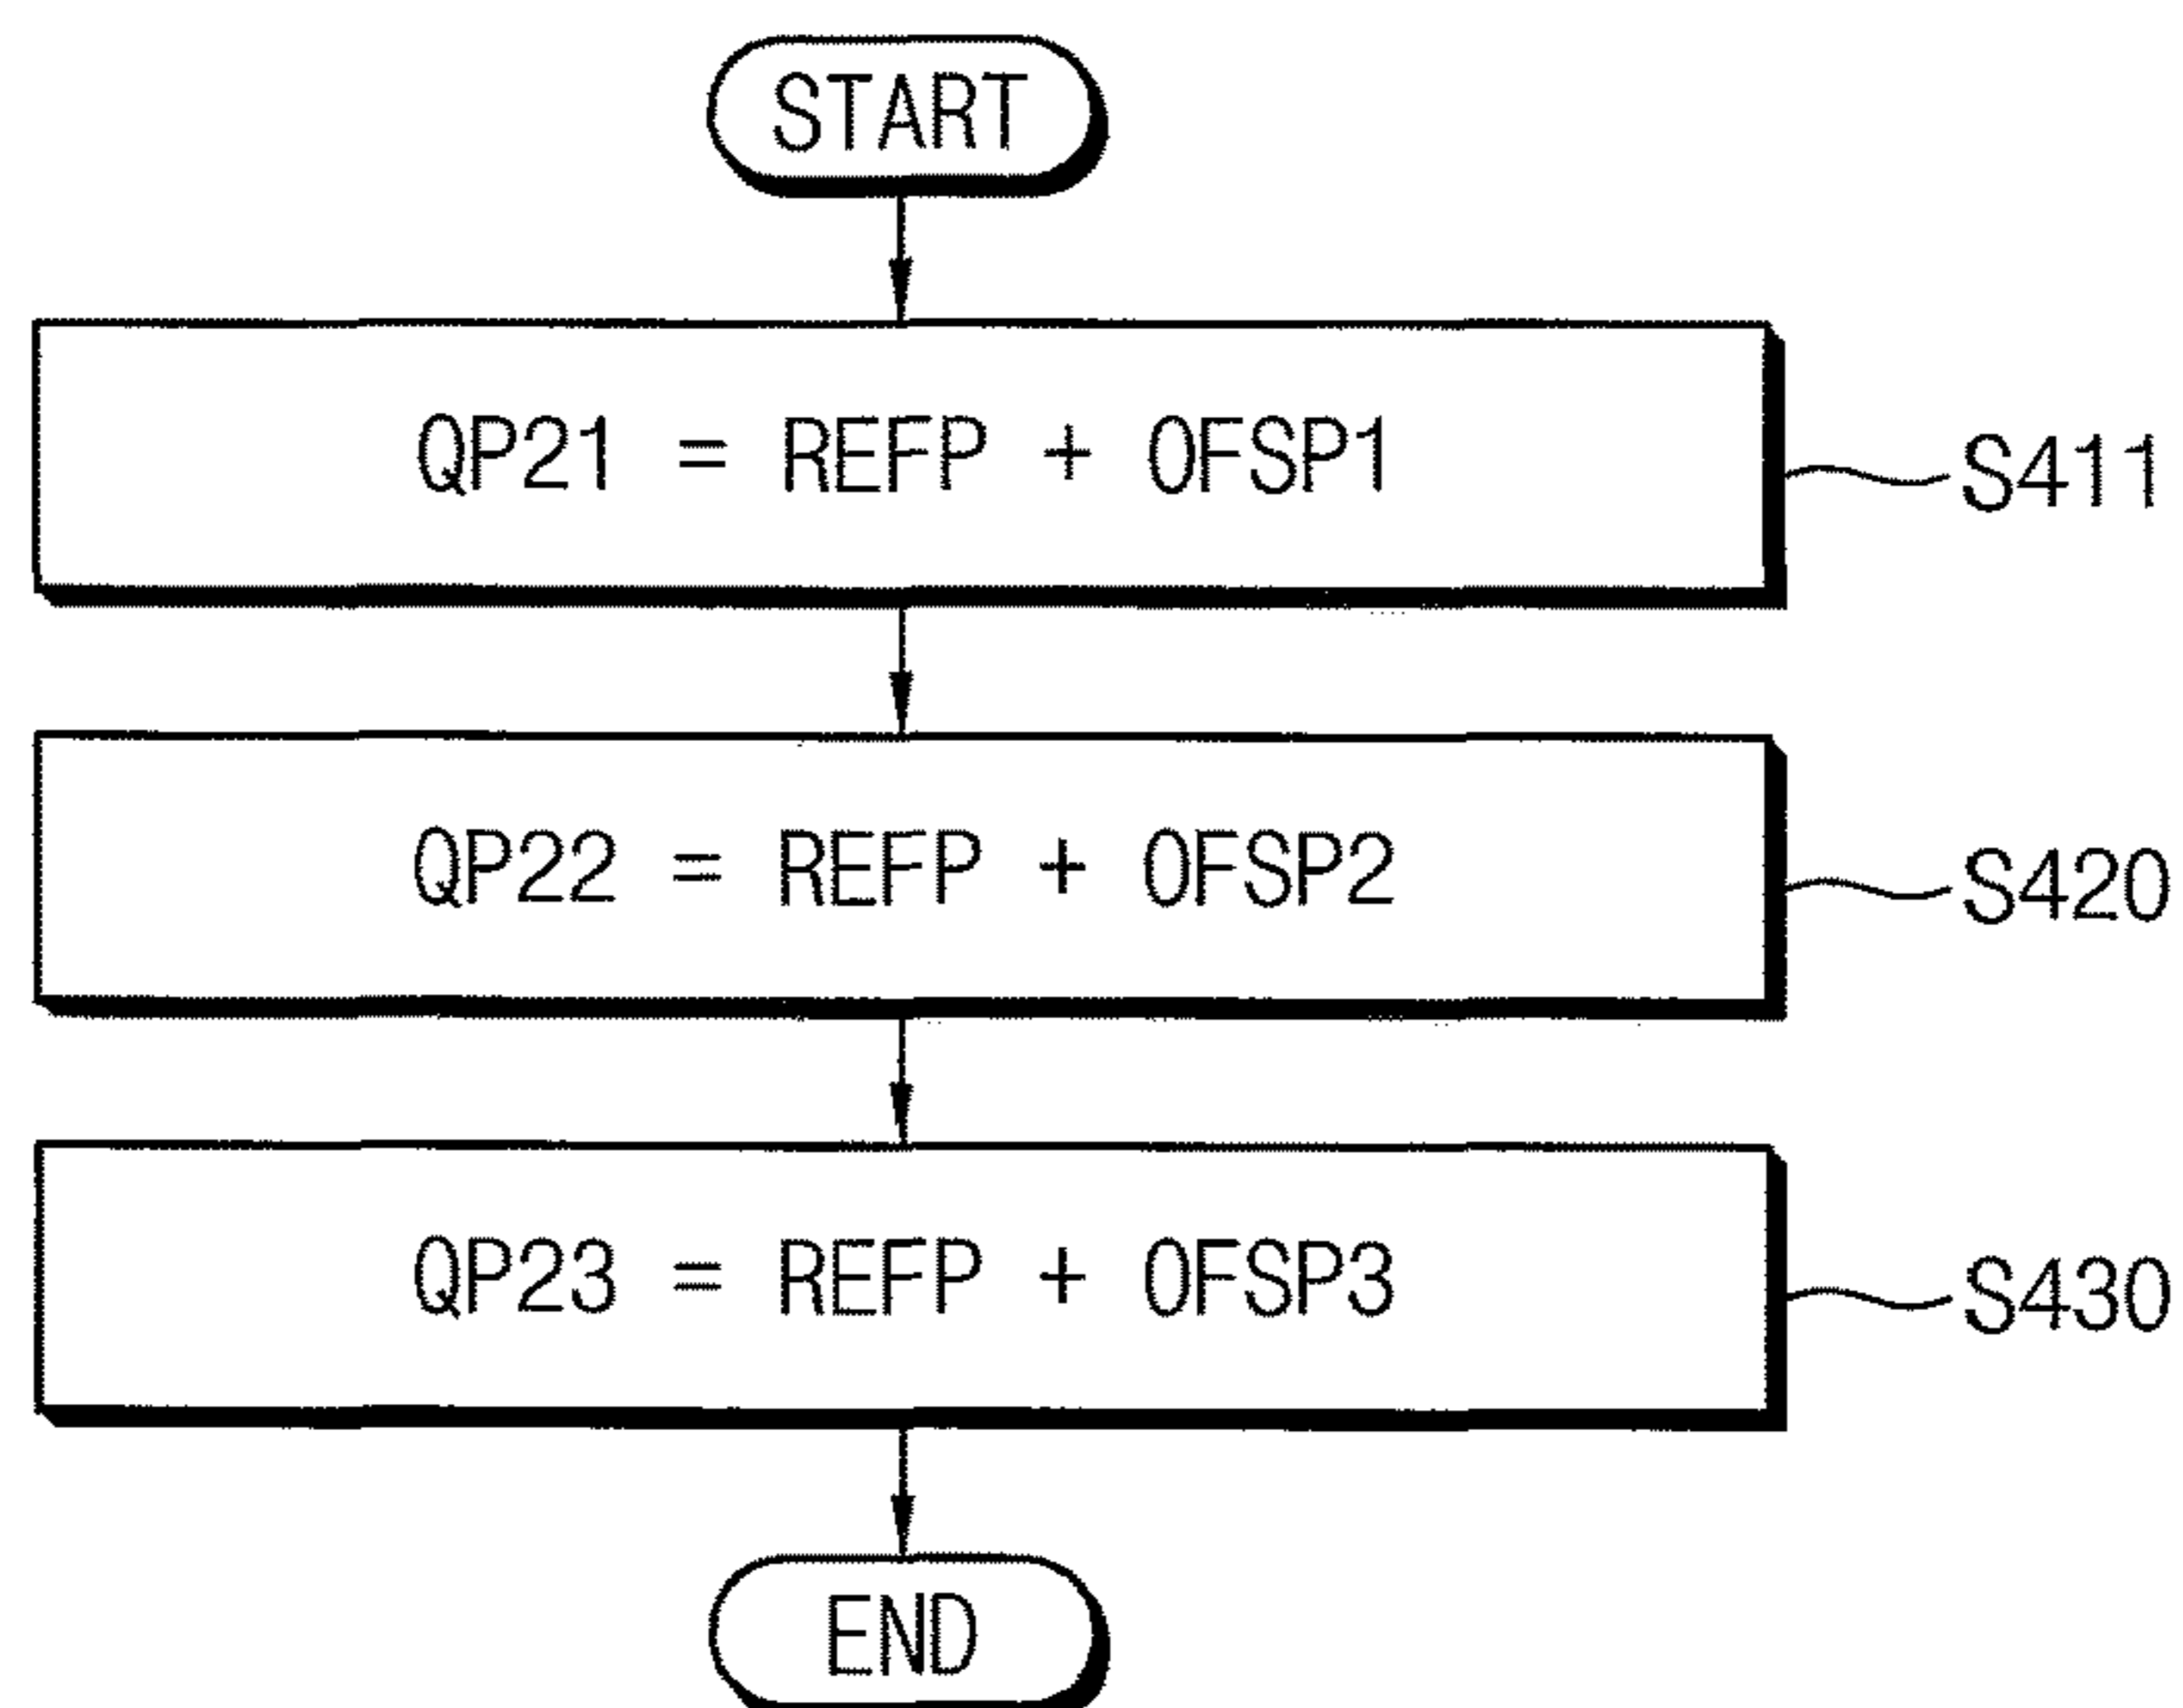 START
QP21 = REFP + OFSP1
S411
QP22 = REFP + OFSP2
S420
QP23 = REFP + OFSP3
S430
END